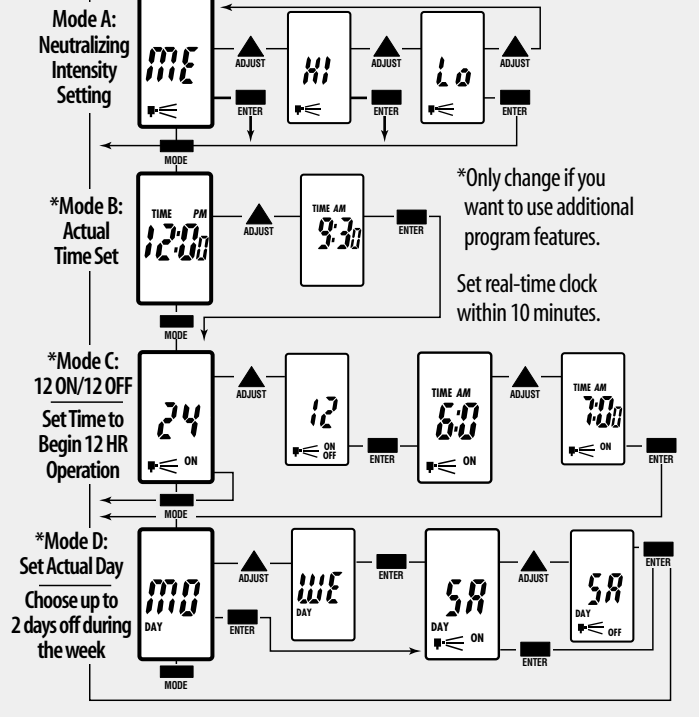 Mode A:
Neutralizing
Intensity
Setting
ME
ADJUST
ENTER
HI
ADJUST
ENTER
Lo
ADJUST
ENTER
MODE
*Mode B:
Actual
Time Set
TIME PM
12:00
ADJUST
TIME AM
9:30
ENTER
MODE
*Only change if you
want to use additional
program features.
Set real-time clock
within 10 minutes.
*Mode C:
12 ON/12 OFF
Set Time to
Begin 12 HR
Operation
24
ON
ADJUST
12
ON
OFF
ENTER
TIME AM
6:0
ON
ADJUST
TIME AM
7:00
ON
ENTER
MODE
*Mode D:
Set Actual Day
Choose up to
2 days off during
the week
MO
DAY
ADJUST
ENTER
WE
DAY
ENTER
SA
DAY
ON
ADJUST
ENTER
SA
DAY
OFF
ENTER
MODE